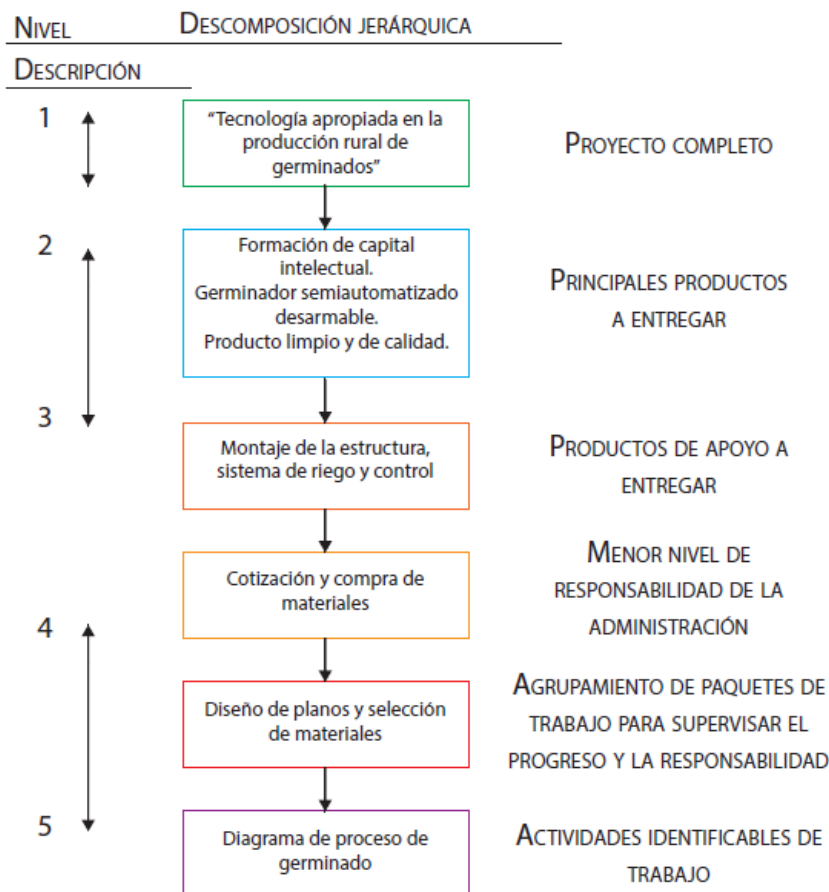 NIVEL DESCOMPOSICIÓN JERÁRQUICA
DESCRIPCIÓN
1
“Tecnología apropiada en la
producción rural de
germinados”
PROYECTO COMPLETO
2
Formación de capital
intelectual.
Germinador semiautomatizado
desarmable.
Producto limpio y de calidad.
PRINCIPALES PRODUCTOS
A ENTREGAR
3
Montaje de la estructura,
sistema de riego y control
PRODUCTOS DE APOYO A
ENTREGAR
Cotización y compra de
materiales
MENOR NIVEL DE
RESPONSABILIDAD DE LA
ADMINISTRACIÓN
4
Diseño de planos y selección
de materiales
AGRUPAMIENTO DE PAQUETES DE
TRABAJO PARA SUPERVISAR EL
PROGRESO Y LA RESPONSABILIDAD
5
Diagrama de proceso de
germinado
ACTIVIDADES IDENTIFICABLES DE
TRABAJO